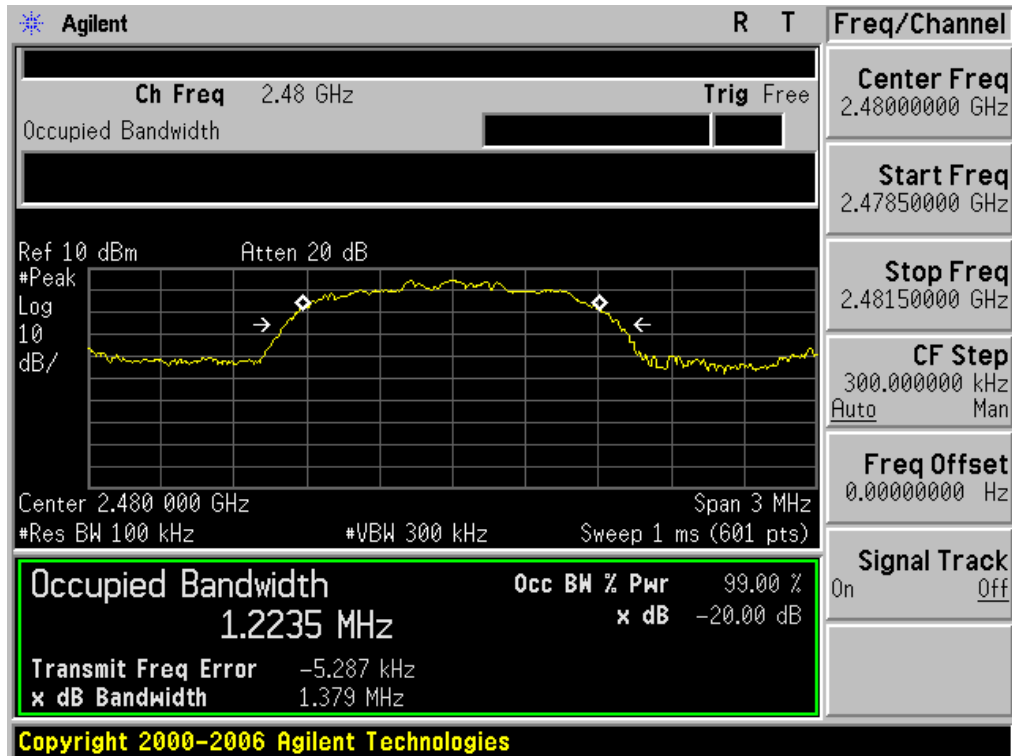 Agilent R T
Ch Freq 2.48 GHz Trig Free
Occupied Bandwidth
Ref 10 dBm Atten 20 dB
#Peak
Log
10
dB/
Center 2.480 000 GHz Span 3 MHz
#Res BW 100 kHz #VBW 300 kHz Sweep 1 ms (601 pts)
Occupied Bandwidth
1.2235 MHz
Occ BW % Pwr 99.00 %
x dB -20.00 dB
Transmit Freq Error -5.287 kHz
x dB Bandwidth 1.379 MHz
Copyright 2000-2006 Agilent Technologies
Freq/Channel
Center Freq
2.48000000 GHz
Start Freq
2.47850000 GHz
Stop Freq
2.48150000 GHz
CF Step
300.000000 kHz
Auto Man
Freq Offset
0.00000000 Hz
Signal Track
On Off